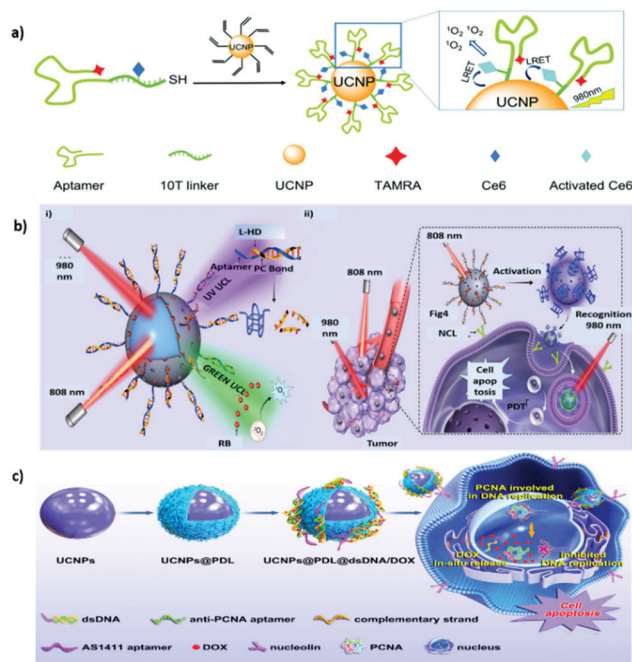 a)
UCNP
SH
UCNP
¹O₂ ¹O₂
¹O₂
LRET
LRET
UCNP
980nm
Aptamer
10T linker
UCNP
TAMRA
Ce6
Activated Ce6
b)
i)
980
nm
808 nm
L-HD
Aptamer PC Bond
UV UCL
GREEN UCL
RB
ii)
808 nm
980
nm
Tumor
808 nm
Activation
Fig4
NCL
Recognition
980 nm
Cell
apop
tosis
PDT
c)
UCNPs
UCNPs@PDL
UCNPs@PDL@dsDNA/DOX
PCNA involved
in DNA replication
DOX
in-situ release
inhibited
DNA replication
Cell
apoptosis
dsDNA
anti-PCNA aptamer
complementary strand
AS1411 aptamer
DOX
nucleolin
PCNA
nucleus